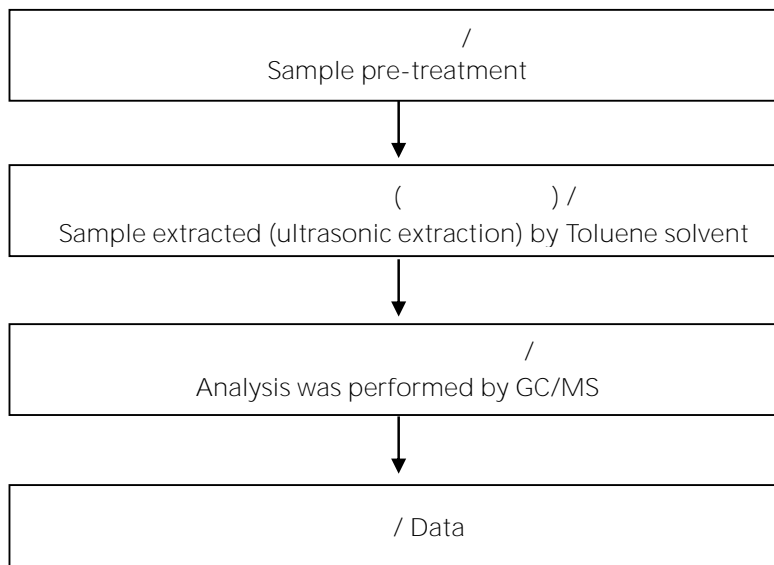 /
Sample pre-treatment
( ) /
Sample extracted (ultrasonic extraction) by Toluene solvent
/
Analysis was performed by GC/MS
/ Data